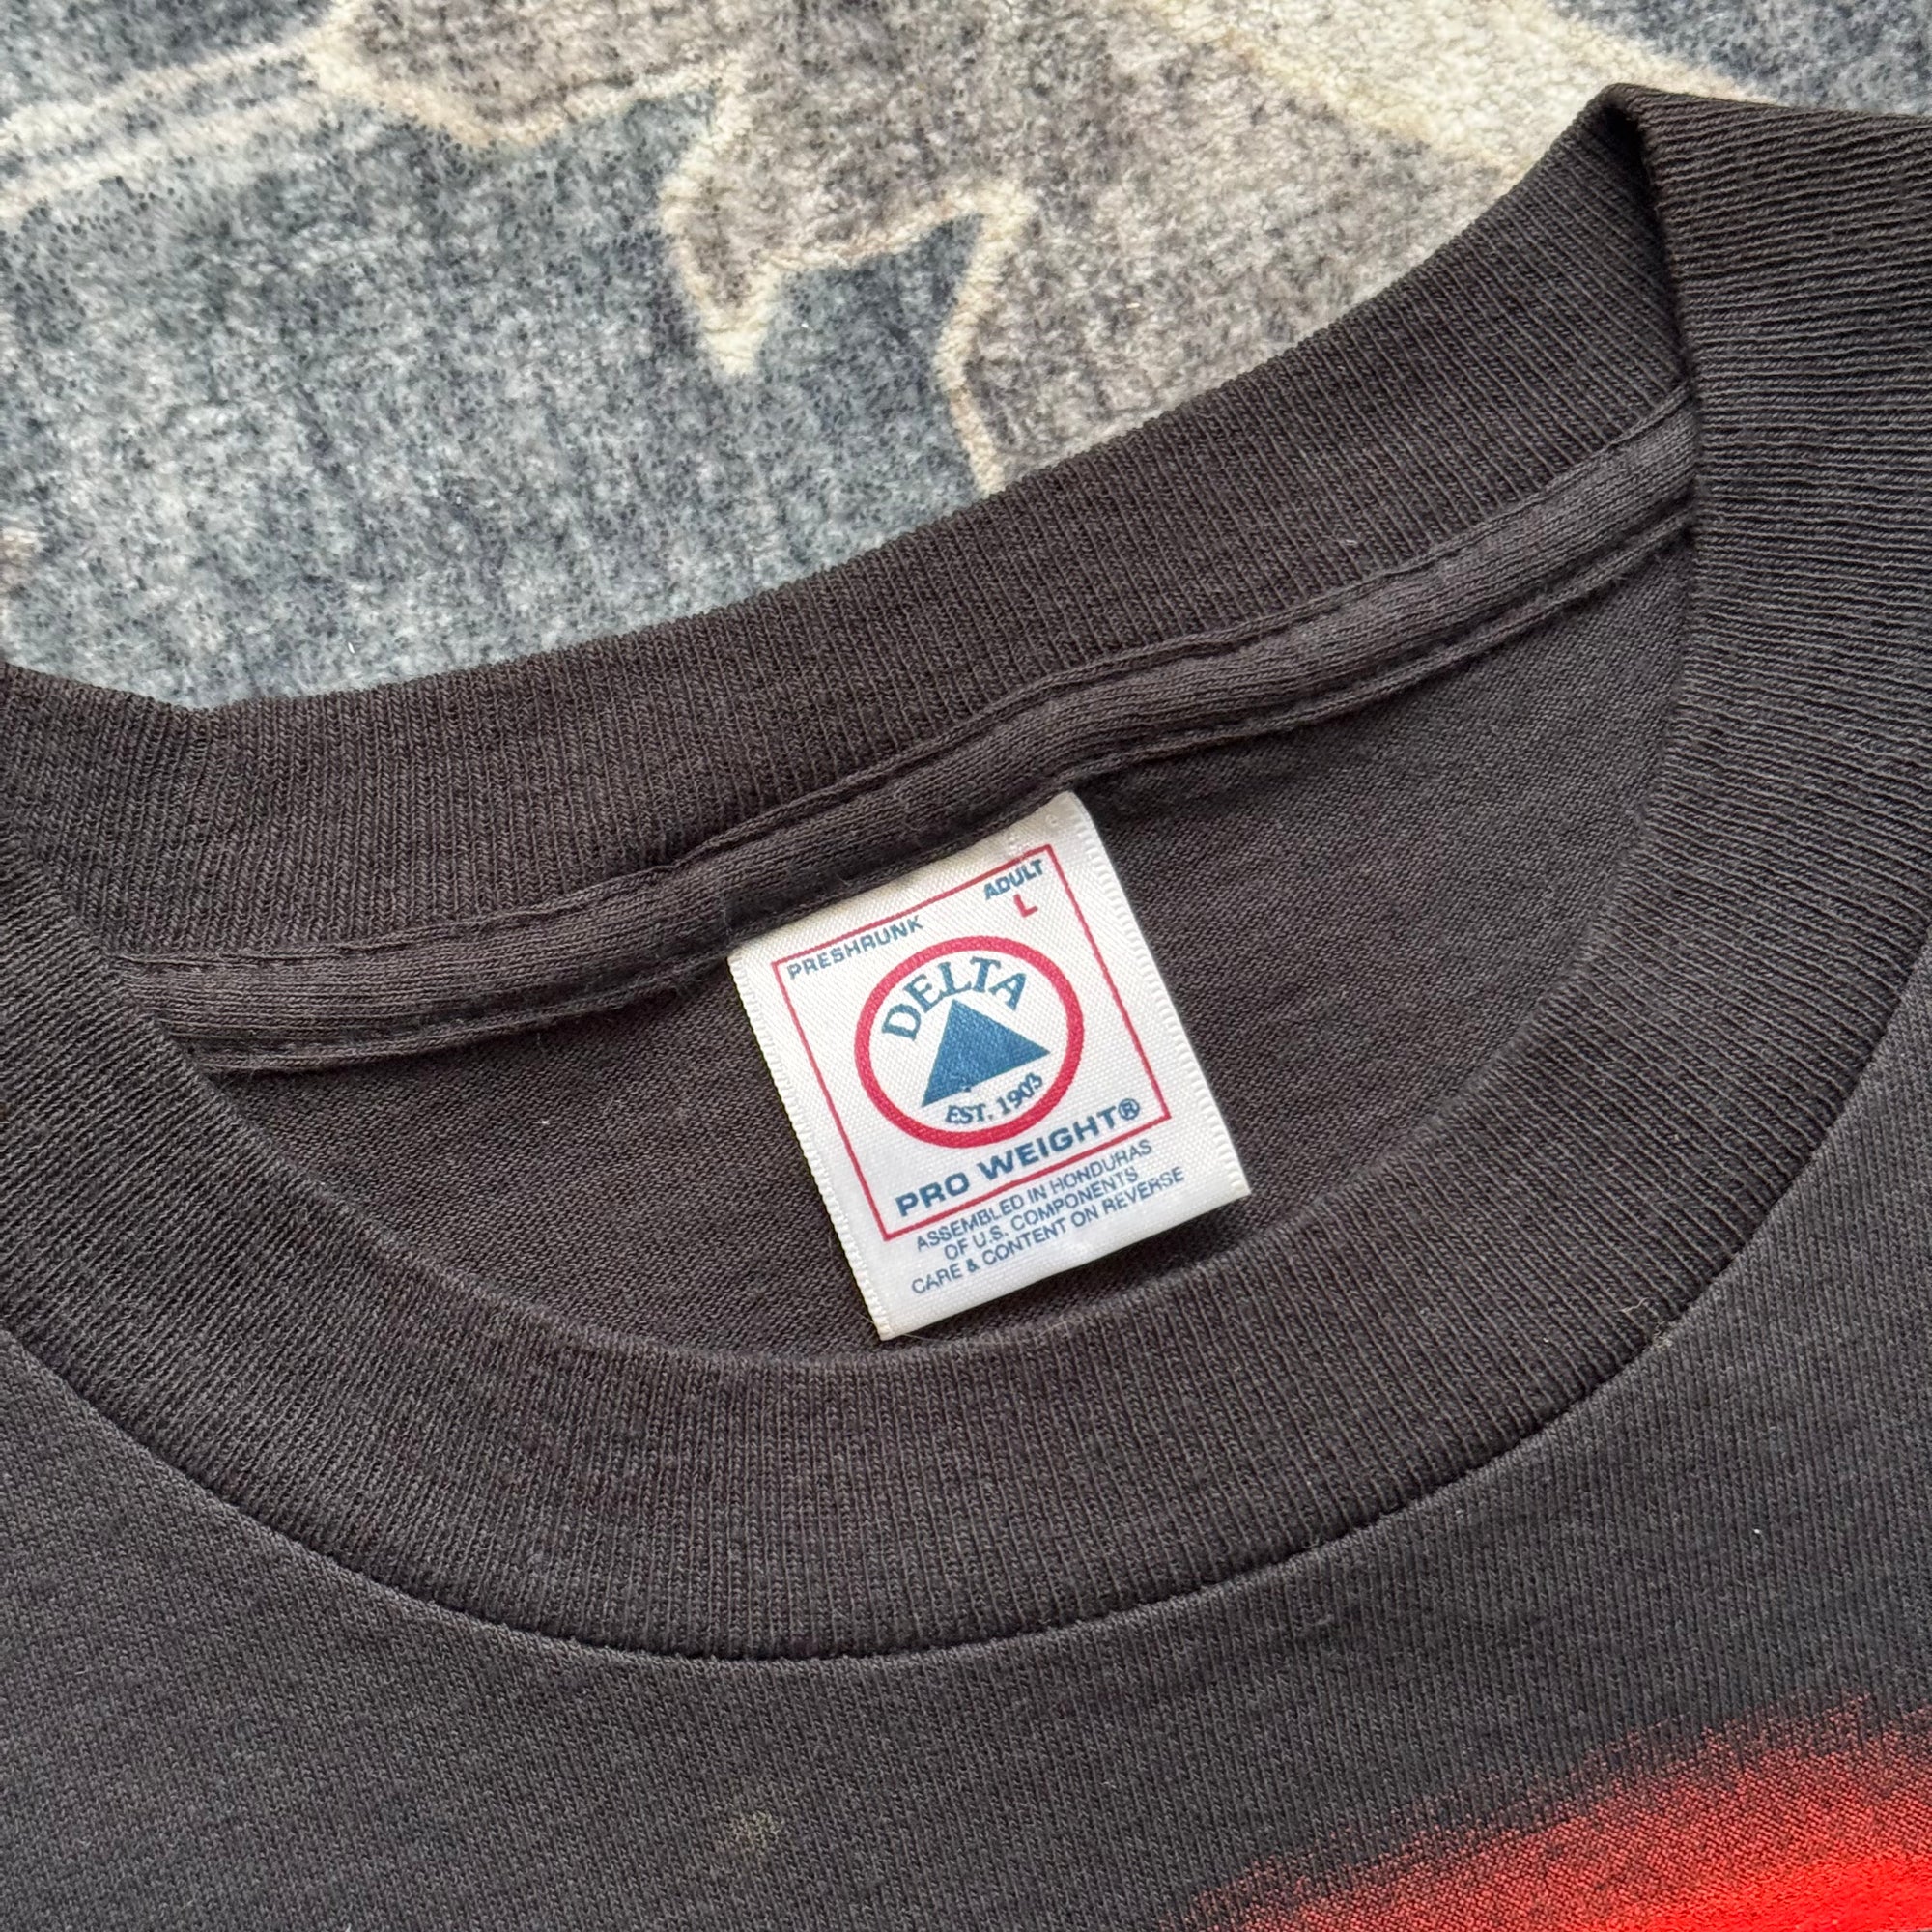 PRESHRUNK
ADULT
L
DELTA
EST. 1903
PRO WEIGHT®
ASSEMBLED IN HONDURAS
OF U.S. COMPONENTS
CARE & CONTENT ON REVERSE